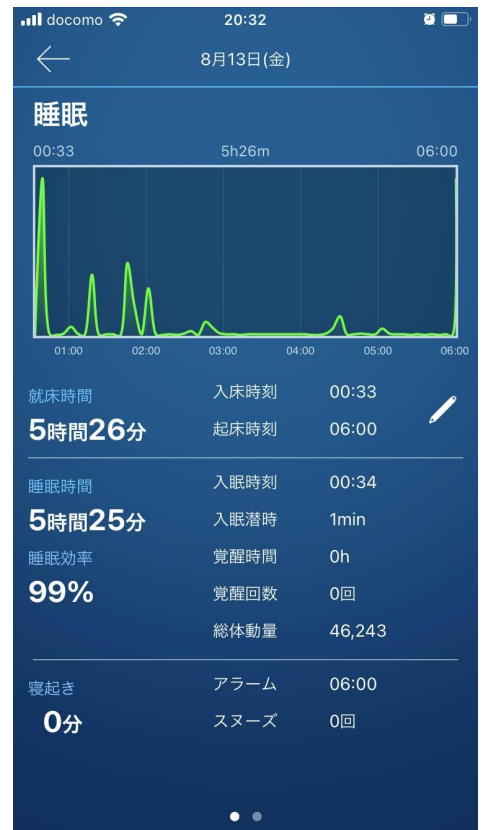 docomo 20:32
8月13日(金)
睡眠
00:33 5h26m 06:00
01:00 02:00 03:00 04:00 05:00 06:00
就床時間 入床時刻 00:33
5時間26分 起床時刻 06:00
睡眠時間 入眠時刻 00:34
5時間25分 入眠潜時 1min
睡眠効率 覚醒時間 0h
99% 覚醒回数 0回
総体動量 46,243
寝起き アラーム 06:00
0分 スヌーズ 0回